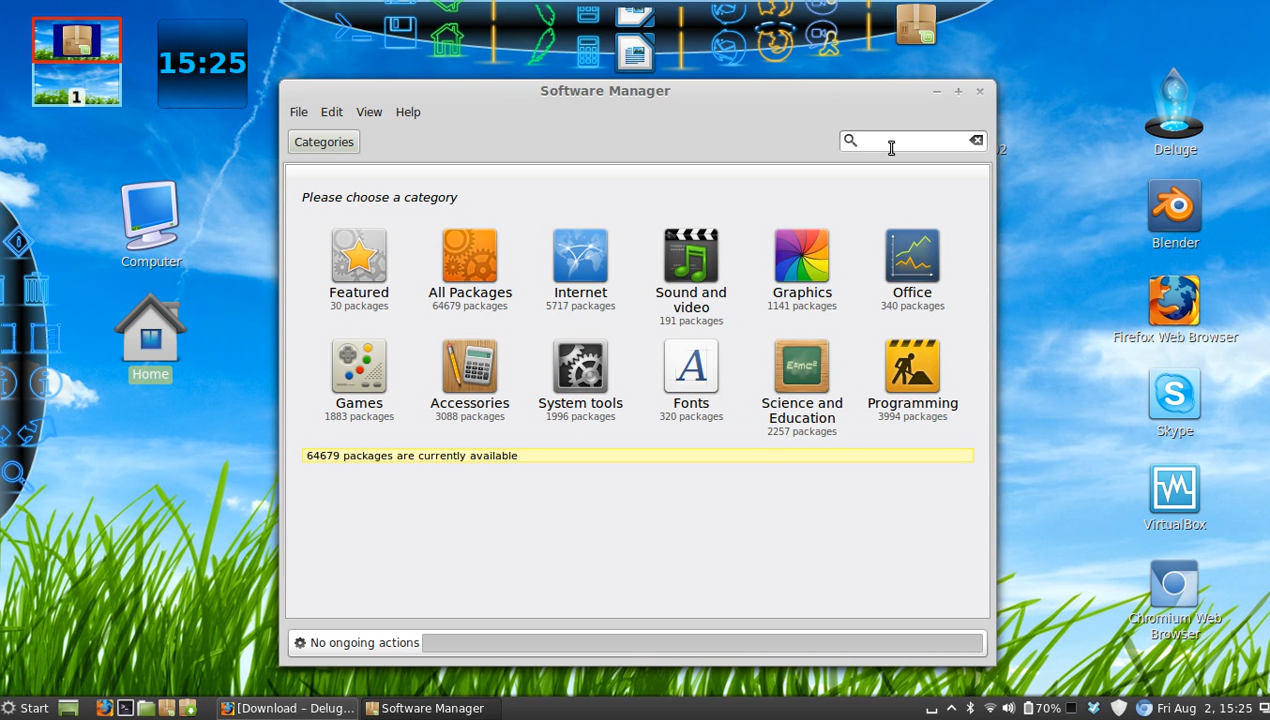 15:25
1
Software Manager
File Edit View Help
Categories
02
Please choose a category
Featured
30 packages
All Packages
64679 packages
Internet
5717 packages
Sound and
video
191 packages
Graphics
1141 packages
Office
340 packages
Games
1883 packages
Accessories
3088 packages
System tools
1996 packages
A
Fonts
320 packages
E=mc²
Science and
Education
2257 packages
Programming
3994 packages
64679 packages are currently available
No ongoing actions
Computer
Home
Deluge
Blender
Firefox Web Browser
Skype
VirtualBox
Chromium Web
Browser
Start
[Download – Delug...
Software Manager
70%
Fri Aug 2, 15:25